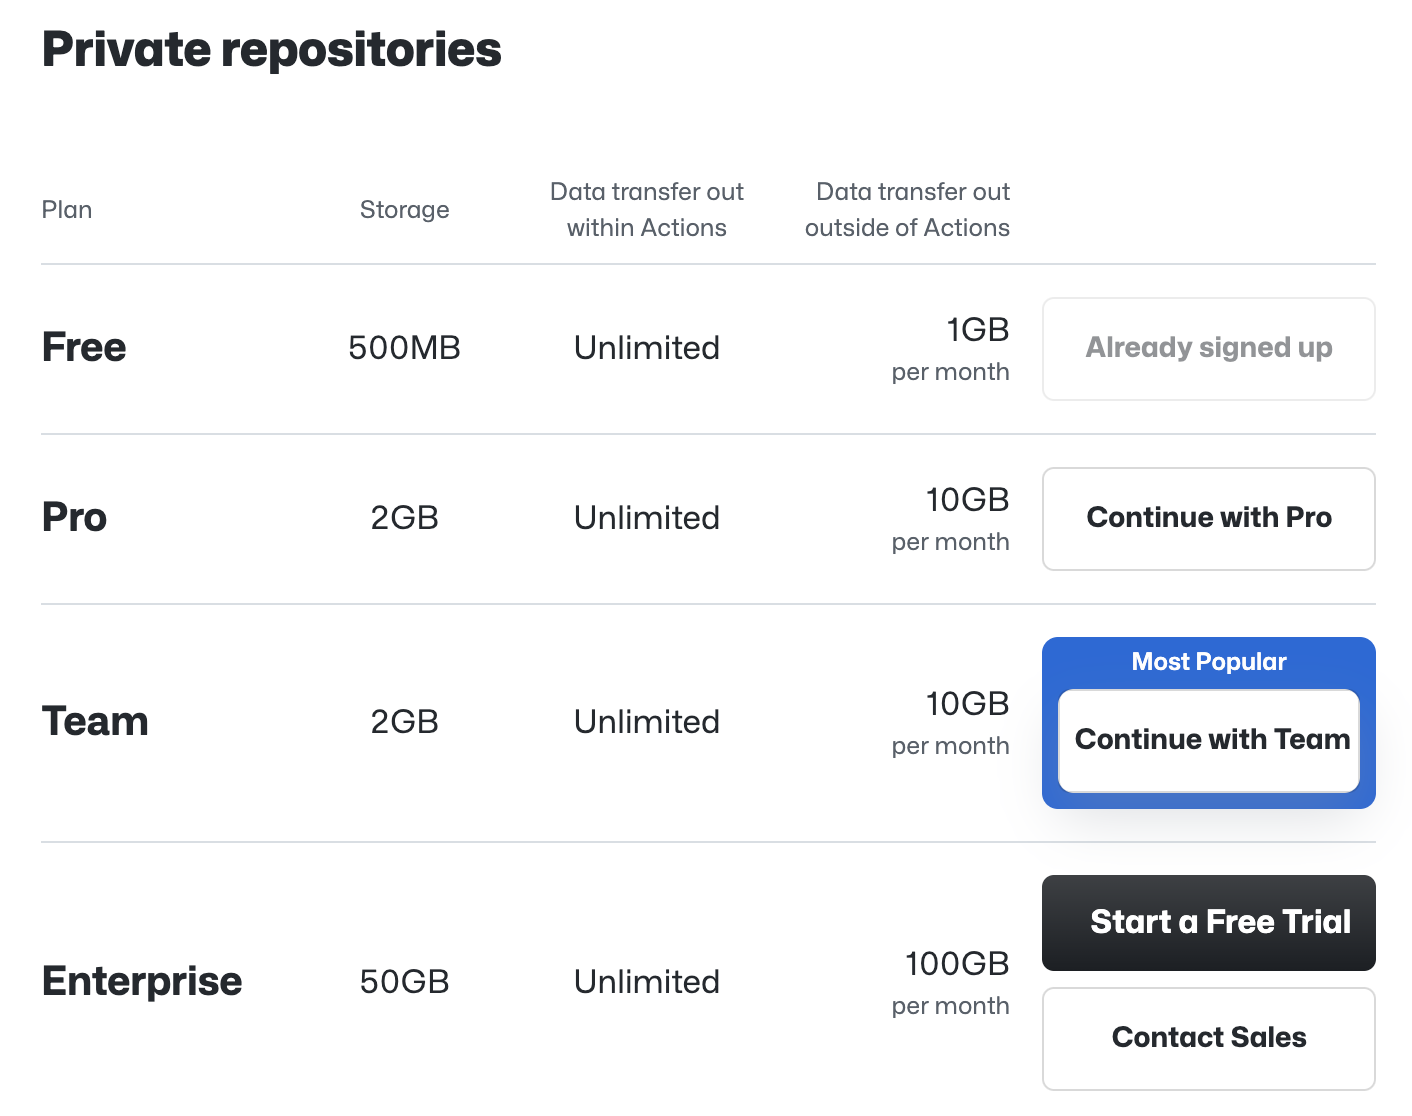 Private repositories
Plan
Storage
Data transfer out
within Actions
Data transfer out
outside of Actions
Free
500MB
Unlimited
1GB
per month
Already signed up
Pro
2GB
Unlimited
10GB
per month
Continue with Pro
Team
2GB
Unlimited
10GB
per month
Most Popular
Continue with Team
Enterprise
50GB
Unlimited
100GB
per month
Start a Free Trial
Contact Sales